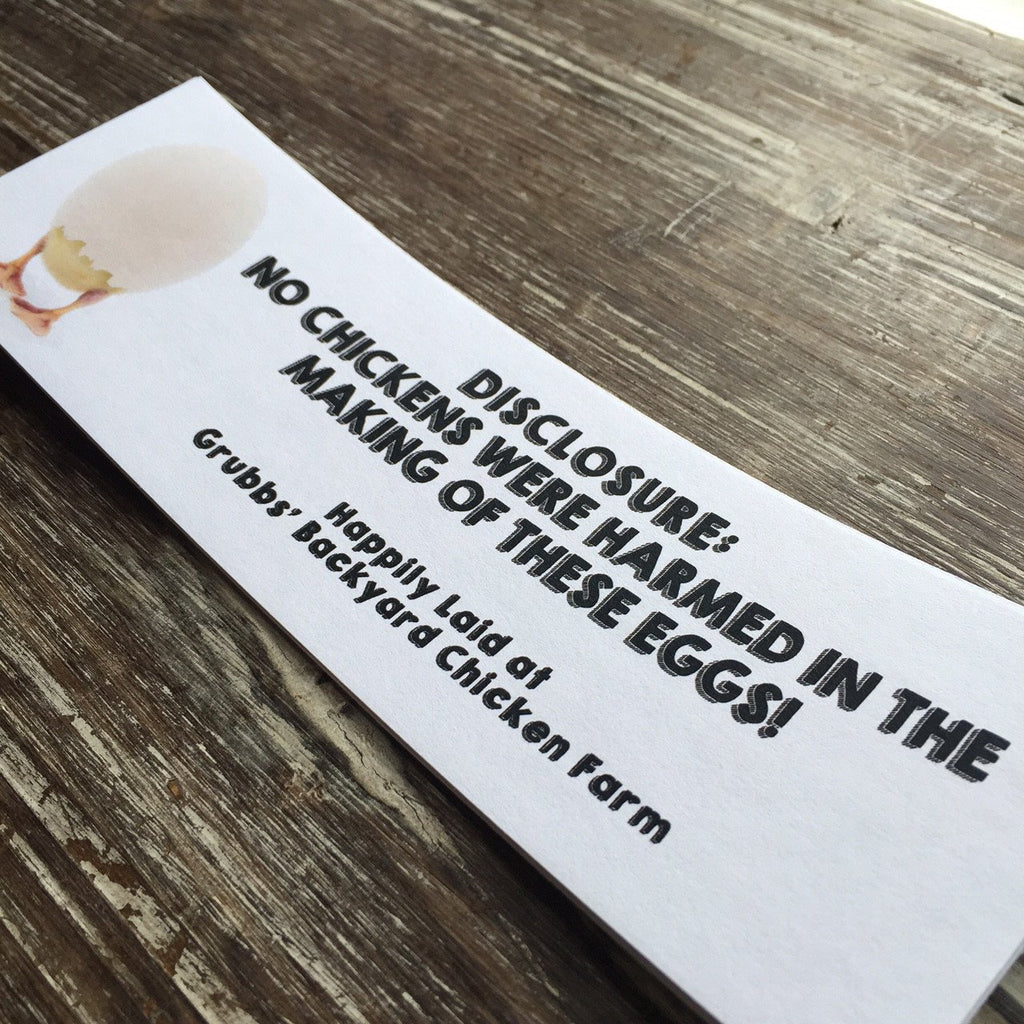 DISCLOSURE:
NO CHICKENS WERE HARMED IN THE
MAKING OF THESE EGGS!
Happily Laid at
Grubbs' Backyard Chicken Farm